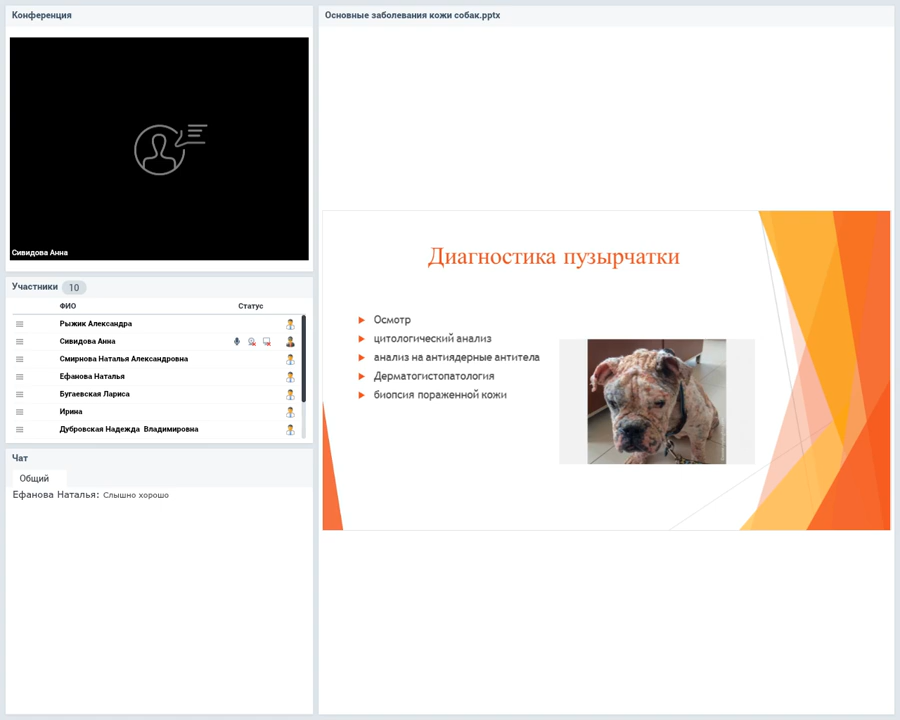 Конференция
Сивидова Анна
Участники 10
ФИО Статус
Рыжик Александра
Сивидова Анна
Смирнова Наталья Александровна
Ефанова Наталья
Бугаевская Лариса
Ирина
Дубровская Надежда Владимировна
Чат
Общий
Ефанова Наталья: Слышно хорошо
Основные заболевания кожи собак.pptx
Диагностика пузырчатки
Осмотр
цитологический анализ
анализ на антиядерные антитела
Дерматогистопатология
биопсия пораженной кожи